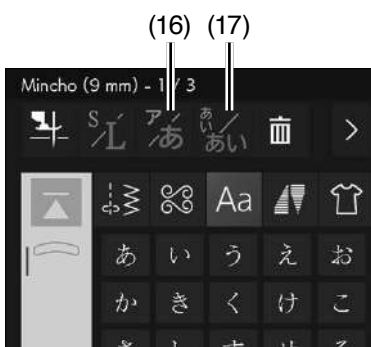 (16) (17)
Mincho (9 mm) - 1 / 3
S/L ア/あ あい/あい >
Aa
あ い う え お
か き く け こ